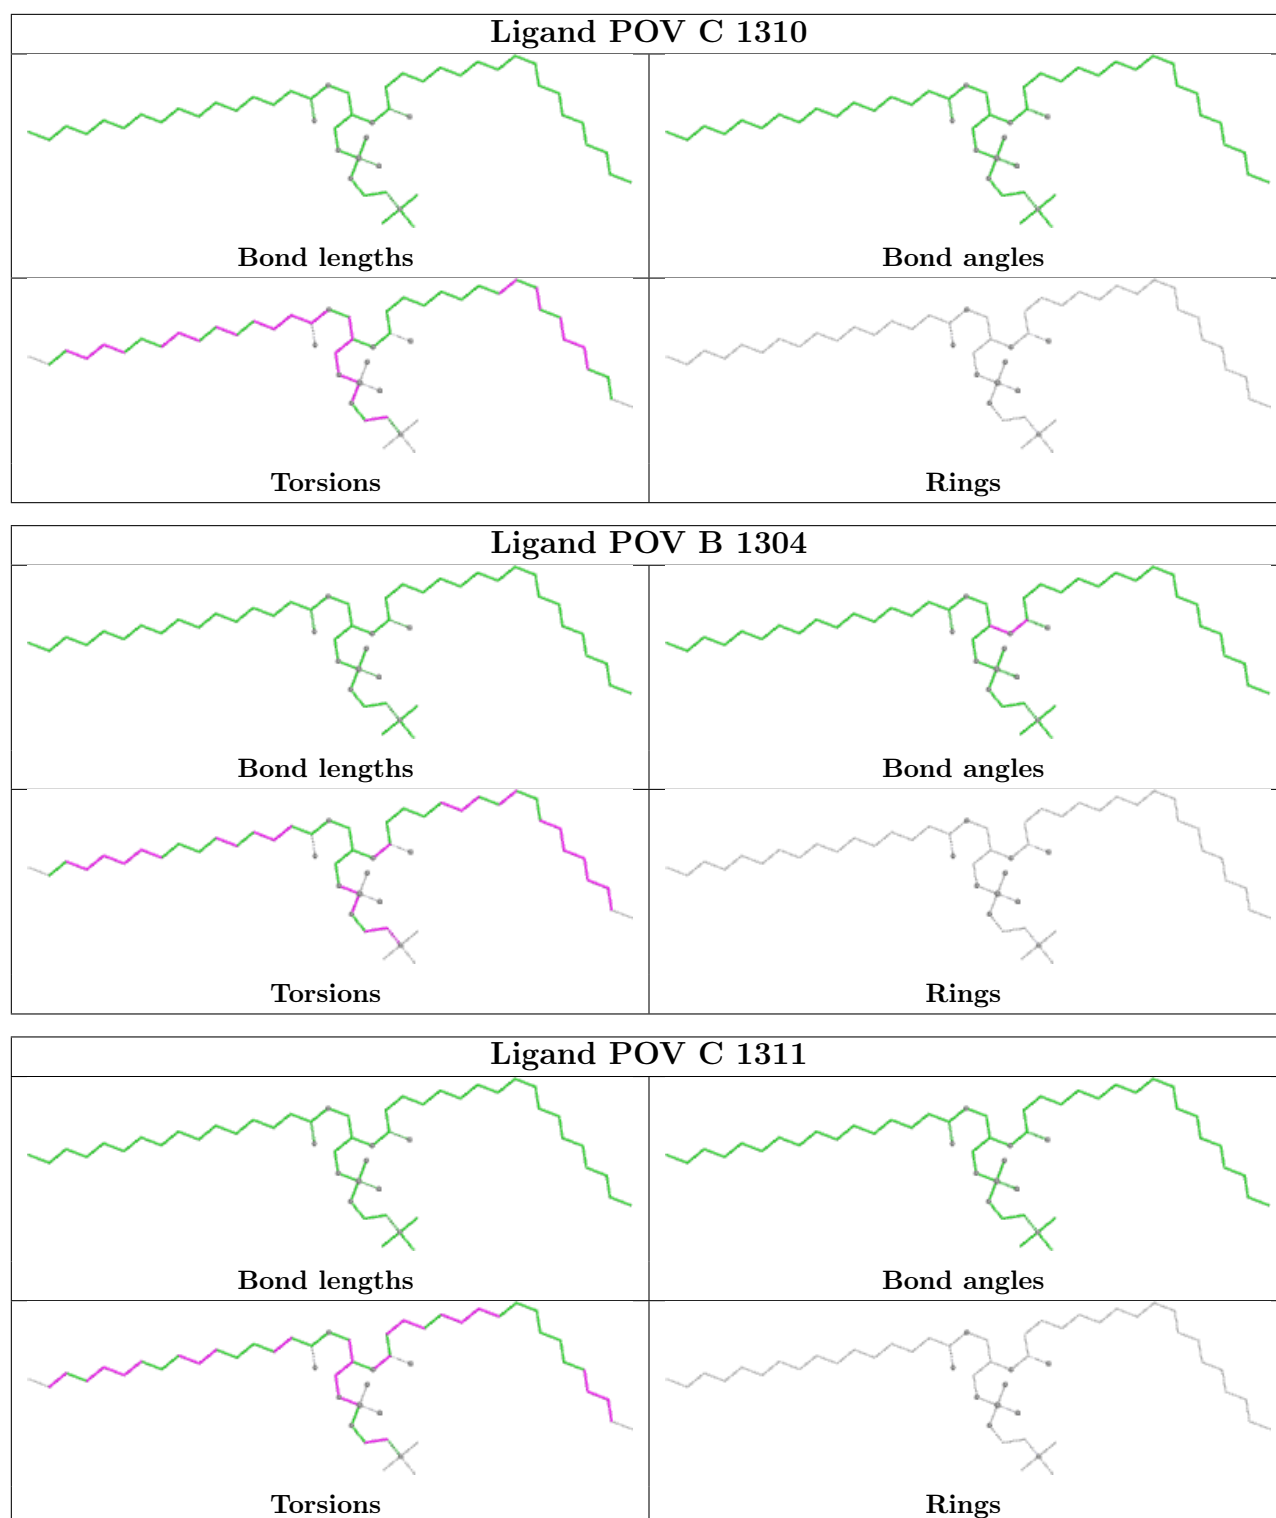 Ligand POV C 1310
Bond lengths
Bond angles
Torsions
Rings
Ligand POV B 1304
Bond lengths
Bond angles
Torsions
Rings
Ligand POV C 1311
Bond lengths
Bond angles
Torsions
Rings